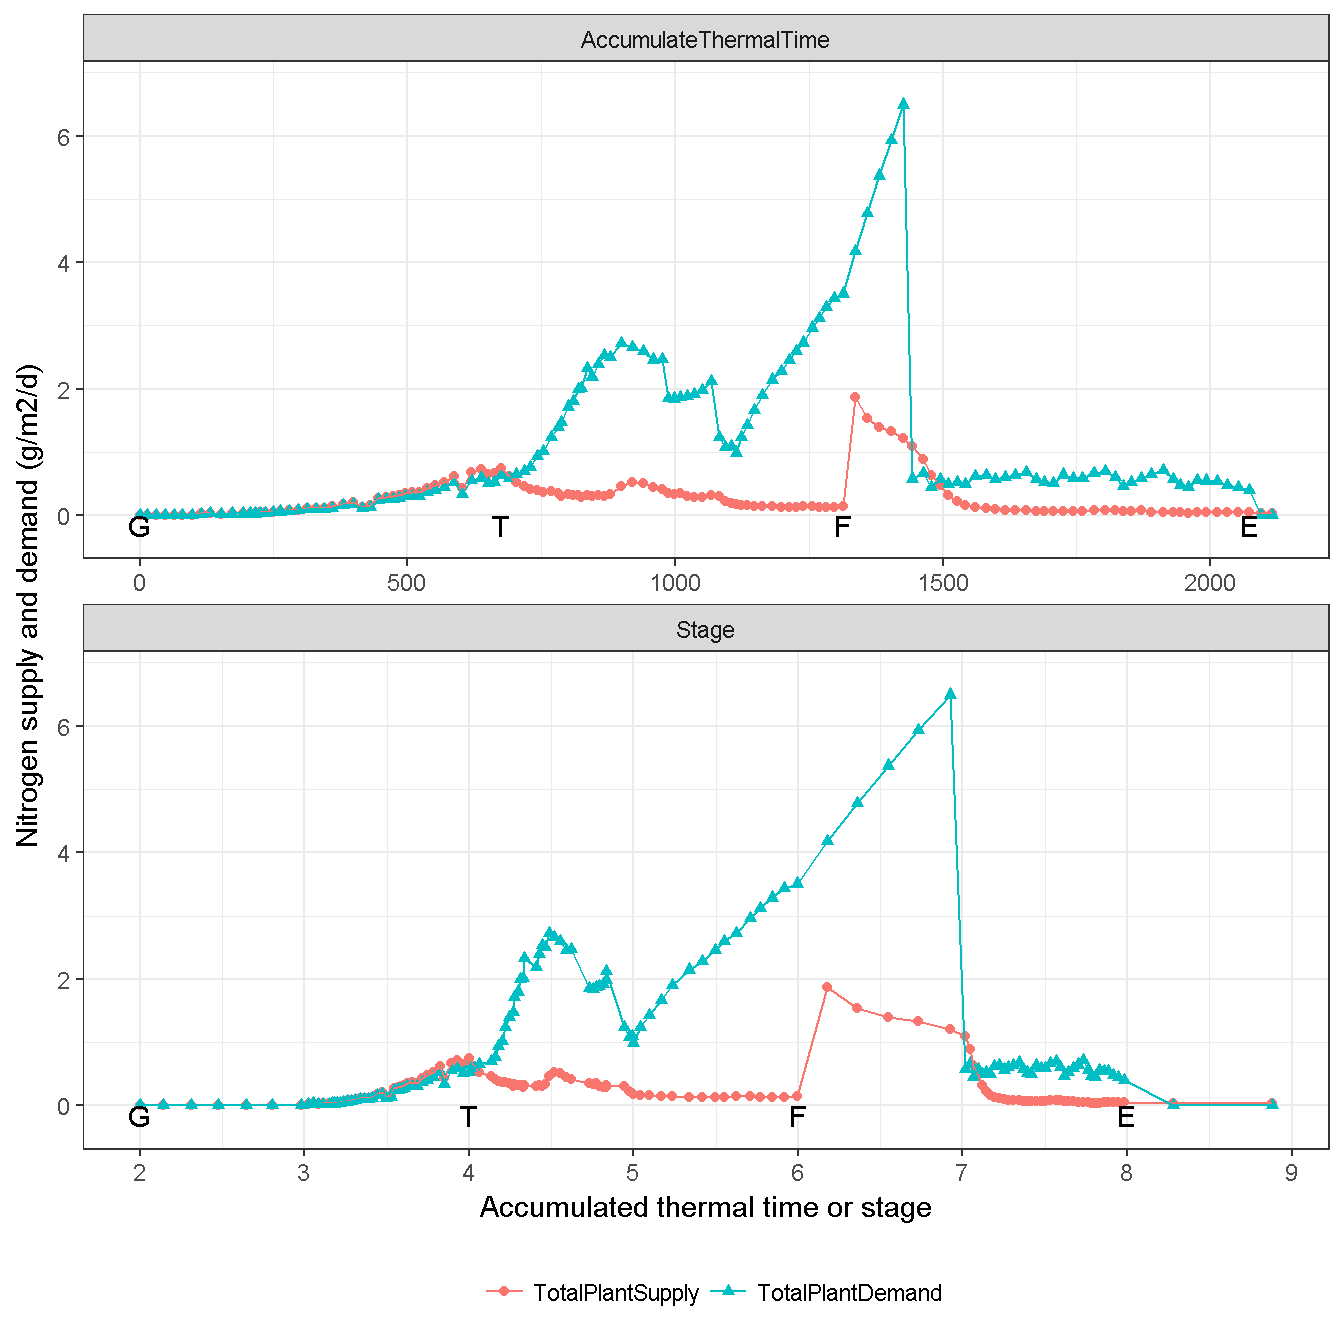 AccumulateThermalTime
6
4
2
0
G T F E
0 500 1000 1500 2000
Nitrogen supply and demand (g/m2/d)
Stage
6
4
2
0
G T F E
2 3 4 5 6 7 8 9
Accumulated thermal time or stage
TotalPlantSupply TotalPlantDemand